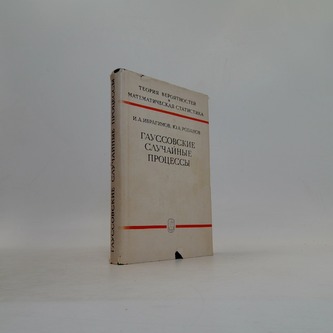 ТЕОРИЯ ВЕРОЯТНОСТЕЙ
И
МАТЕМАТИЧЕСКАЯ СТАТИСТИКА
И.А.ИБРАГИМОВ, Ю.А.РОЗАНОВ
ГАУССОВСКИЕ
СЛУЧАЙНЫЕ
ПРОЦЕССЫ
ГАУССОВСКИЕ СЛУЧАЙНЫЕ ПРОЦЕССЫ